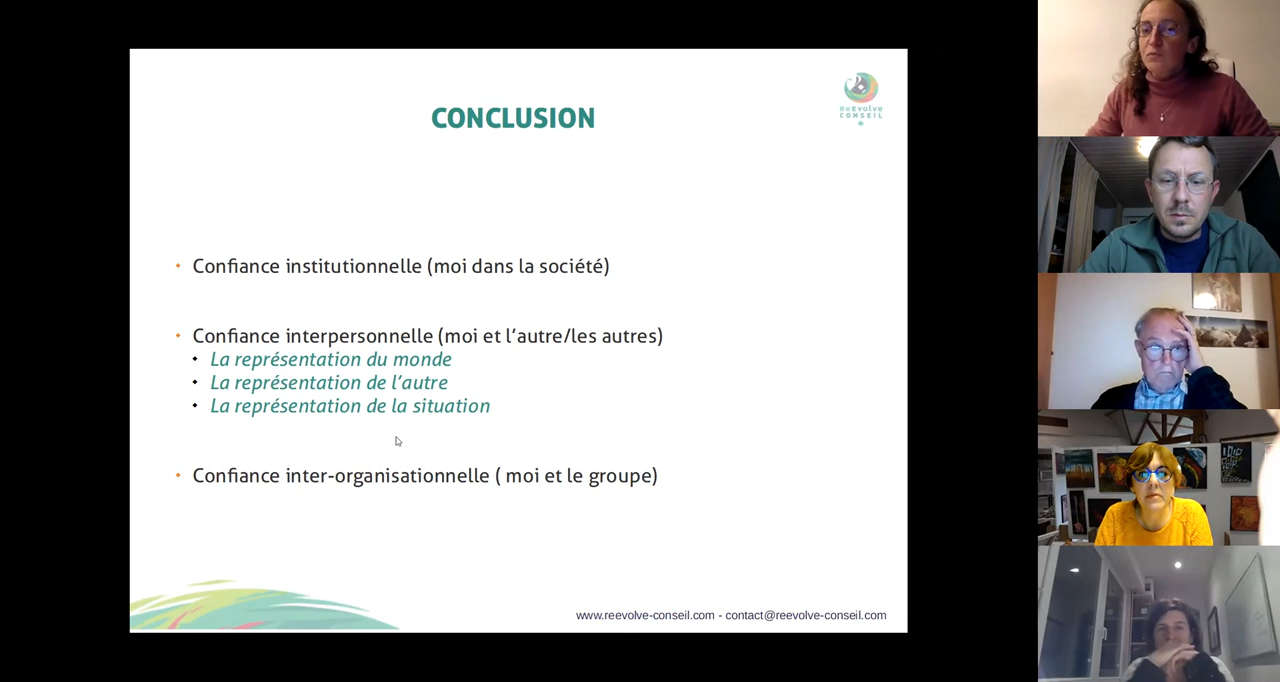 CONCLUSION
ReEvolve
CONSEIL
• Confiance institutionnelle (moi dans la société)
• Confiance interpersonnelle (moi et l’autre/les autres)
• La représentation du monde
• La représentation de l’autre
• La représentation de la situation
• Confiance inter-organisationnelle ( moi et le groupe)
www.reevolve-conseil.com - contact@reevolve-conseil.com